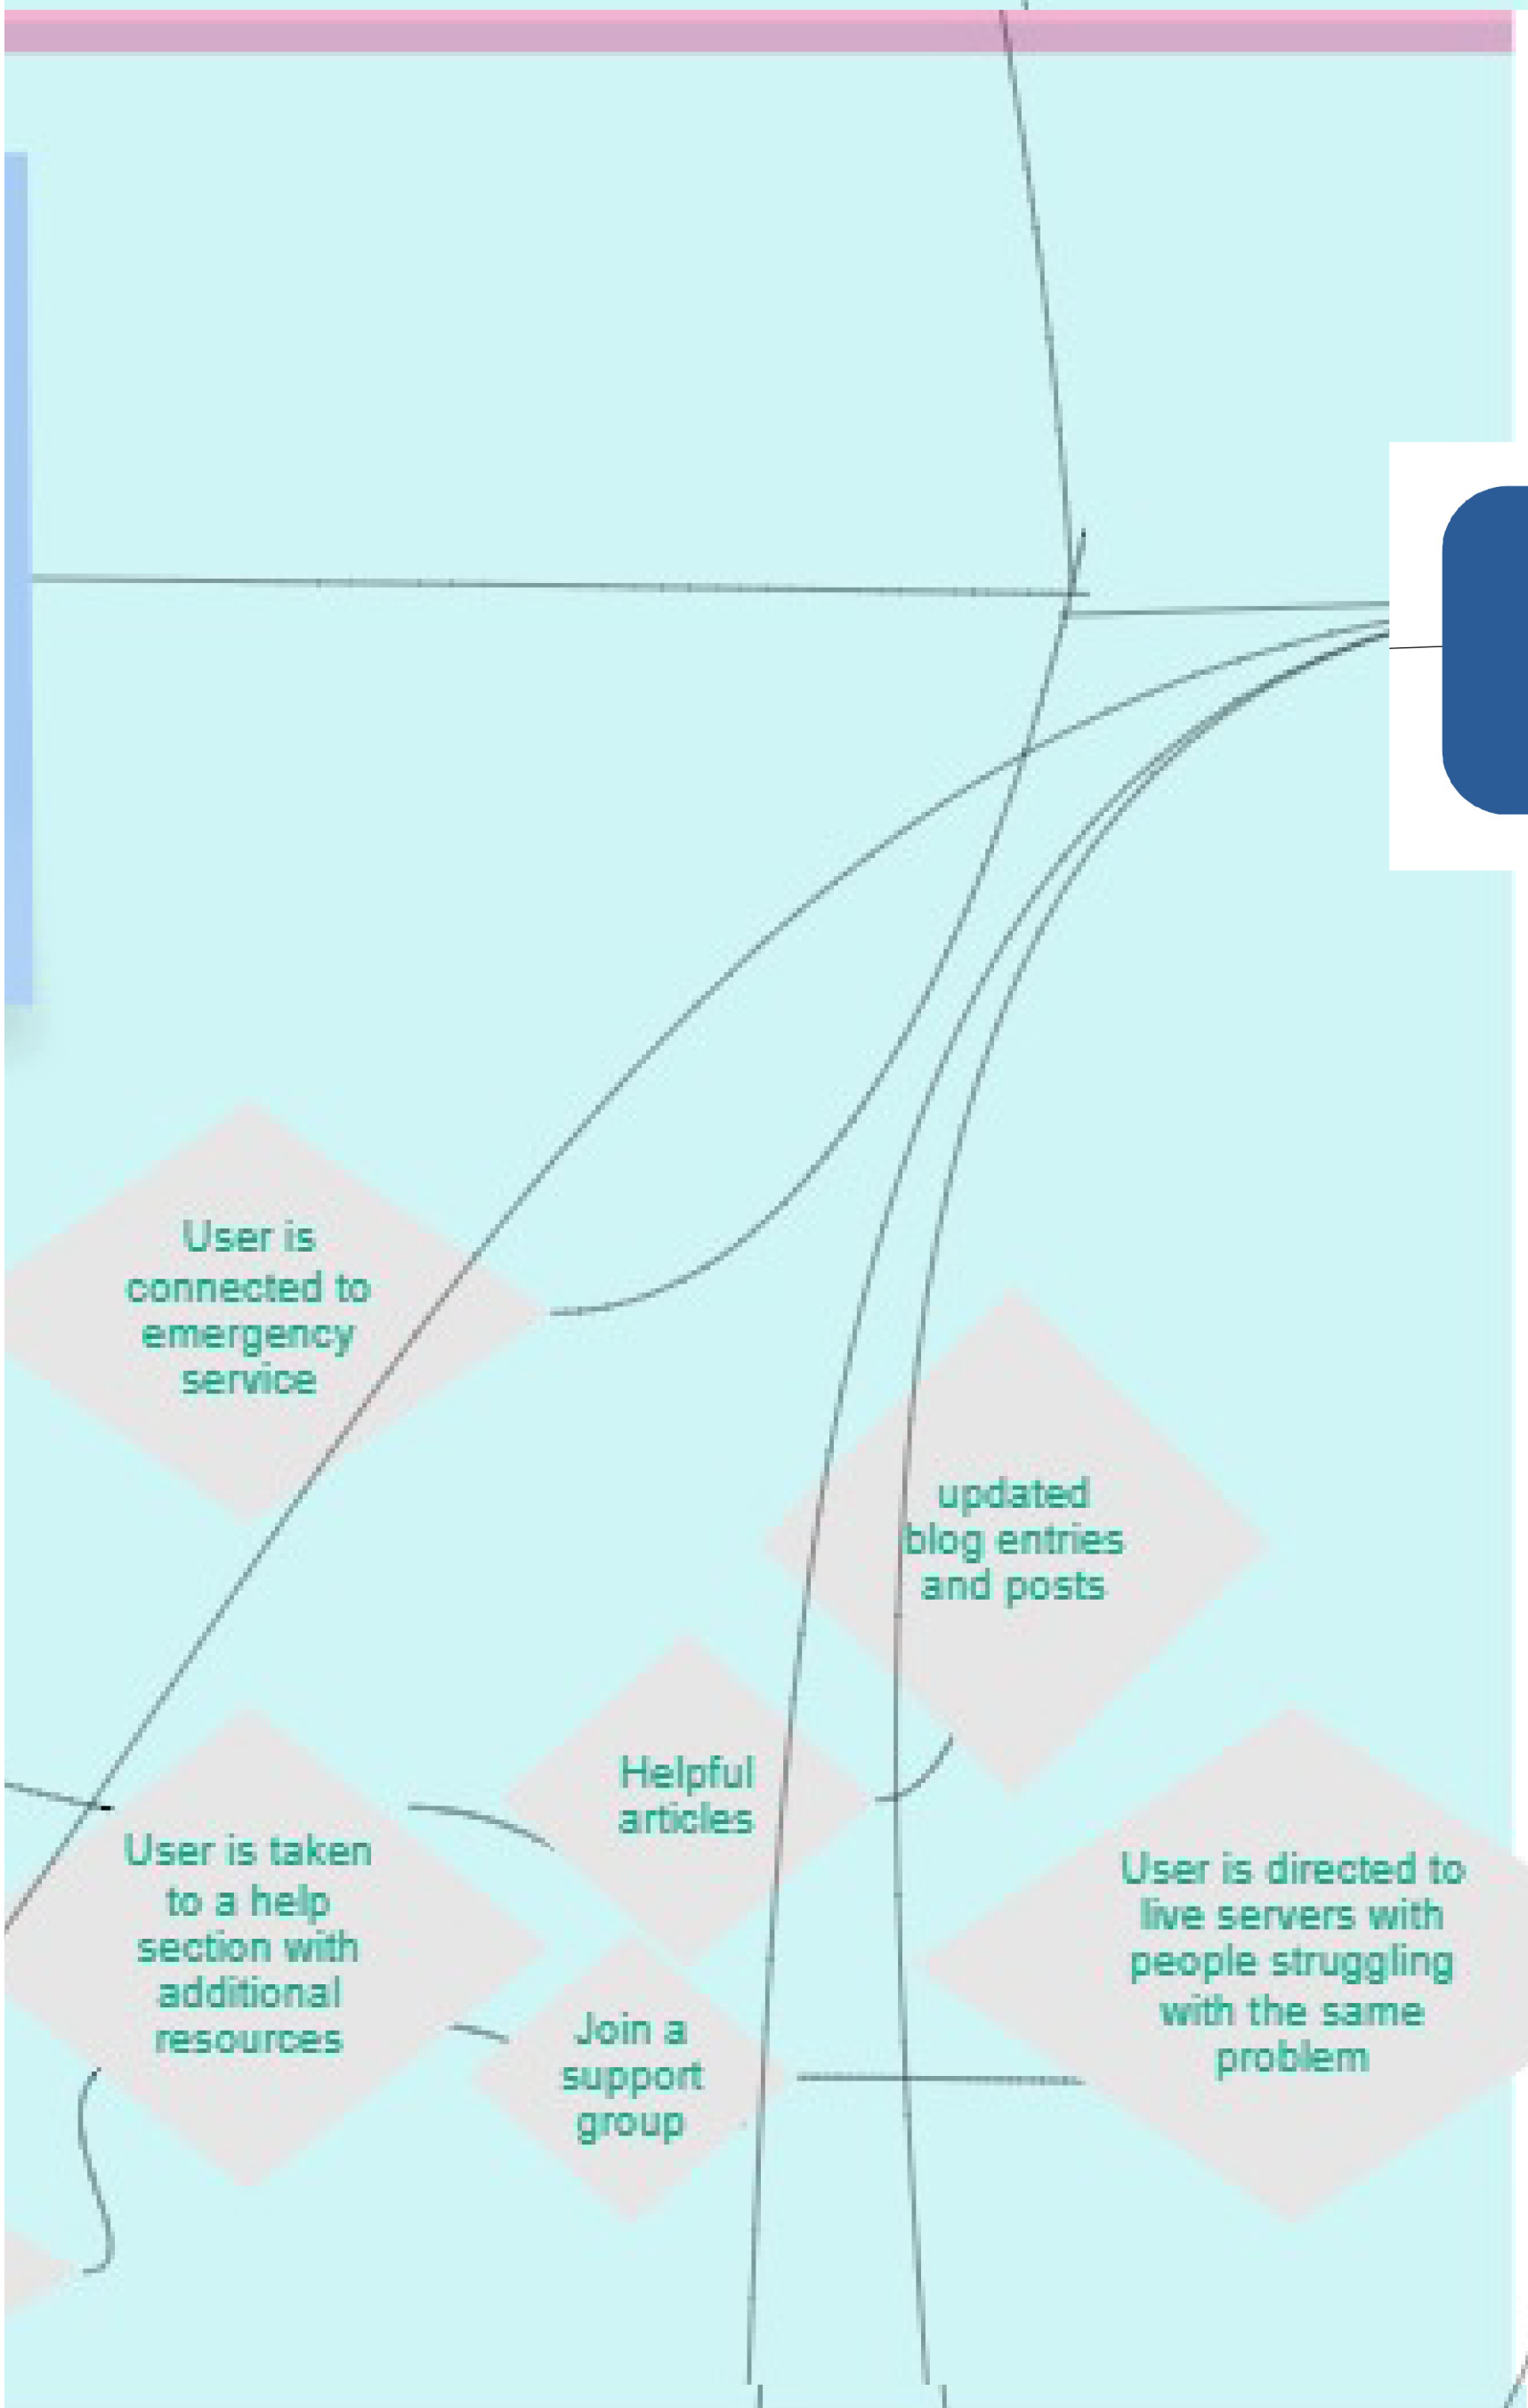 User is
connected to
emergency
service
updated
blog entries
and posts
Helpful
articles
User is taken
to a help
section with
additional
resources
Join a
support
group
User is directed to
live servers with
people struggling
with the same
problem